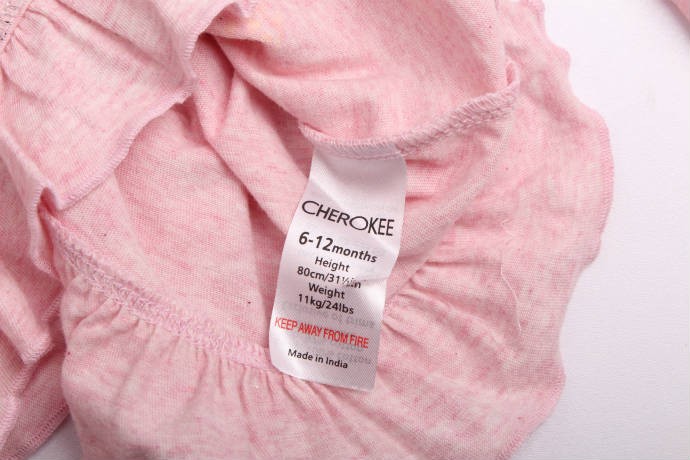 CHEROKEE
6-12months
Height
80cm/31½in
Weight
11kg/24lbs
KEEP AWAY FROM FIRE
Made in India